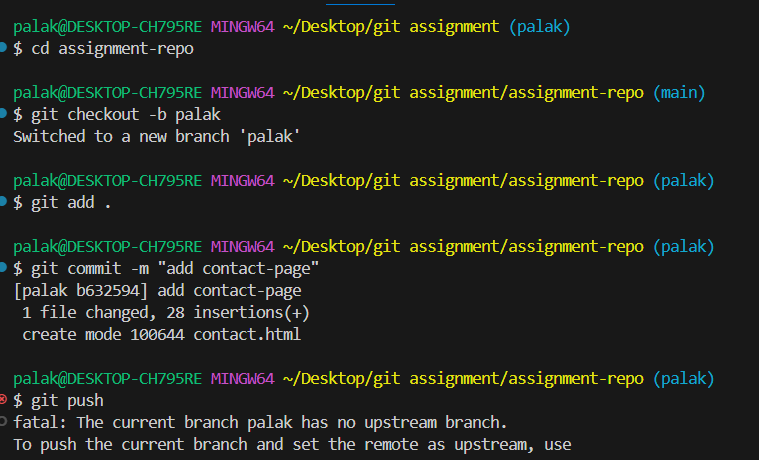 palak@DESKTOP-CH795RE MINGW64 ~/Desktop/git assignment (palak)
$ cd assignment-repo
palak@DESKTOP-CH795RE MINGW64 ~/Desktop/git assignment/assignment-repo (main)
$ git checkout -b palak
Switched to a new branch 'palak'
palak@DESKTOP-CH795RE MINGW64 ~/Desktop/git assignment/assignment-repo (palak)
$ git add .
palak@DESKTOP-CH795RE MINGW64 ~/Desktop/git assignment/assignment-repo (palak)
$ git commit -m "add contact-page"
[palak b632594] add contact-page
1 file changed, 28 insertions(+)
create mode 100644 contact.html
palak@DESKTOP-CH795RE MINGW64 ~/Desktop/git assignment/assignment-repo (palak)
$ git push
fatal: The current branch palak has no upstream branch.
To push the current branch and set the remote as upstream, use